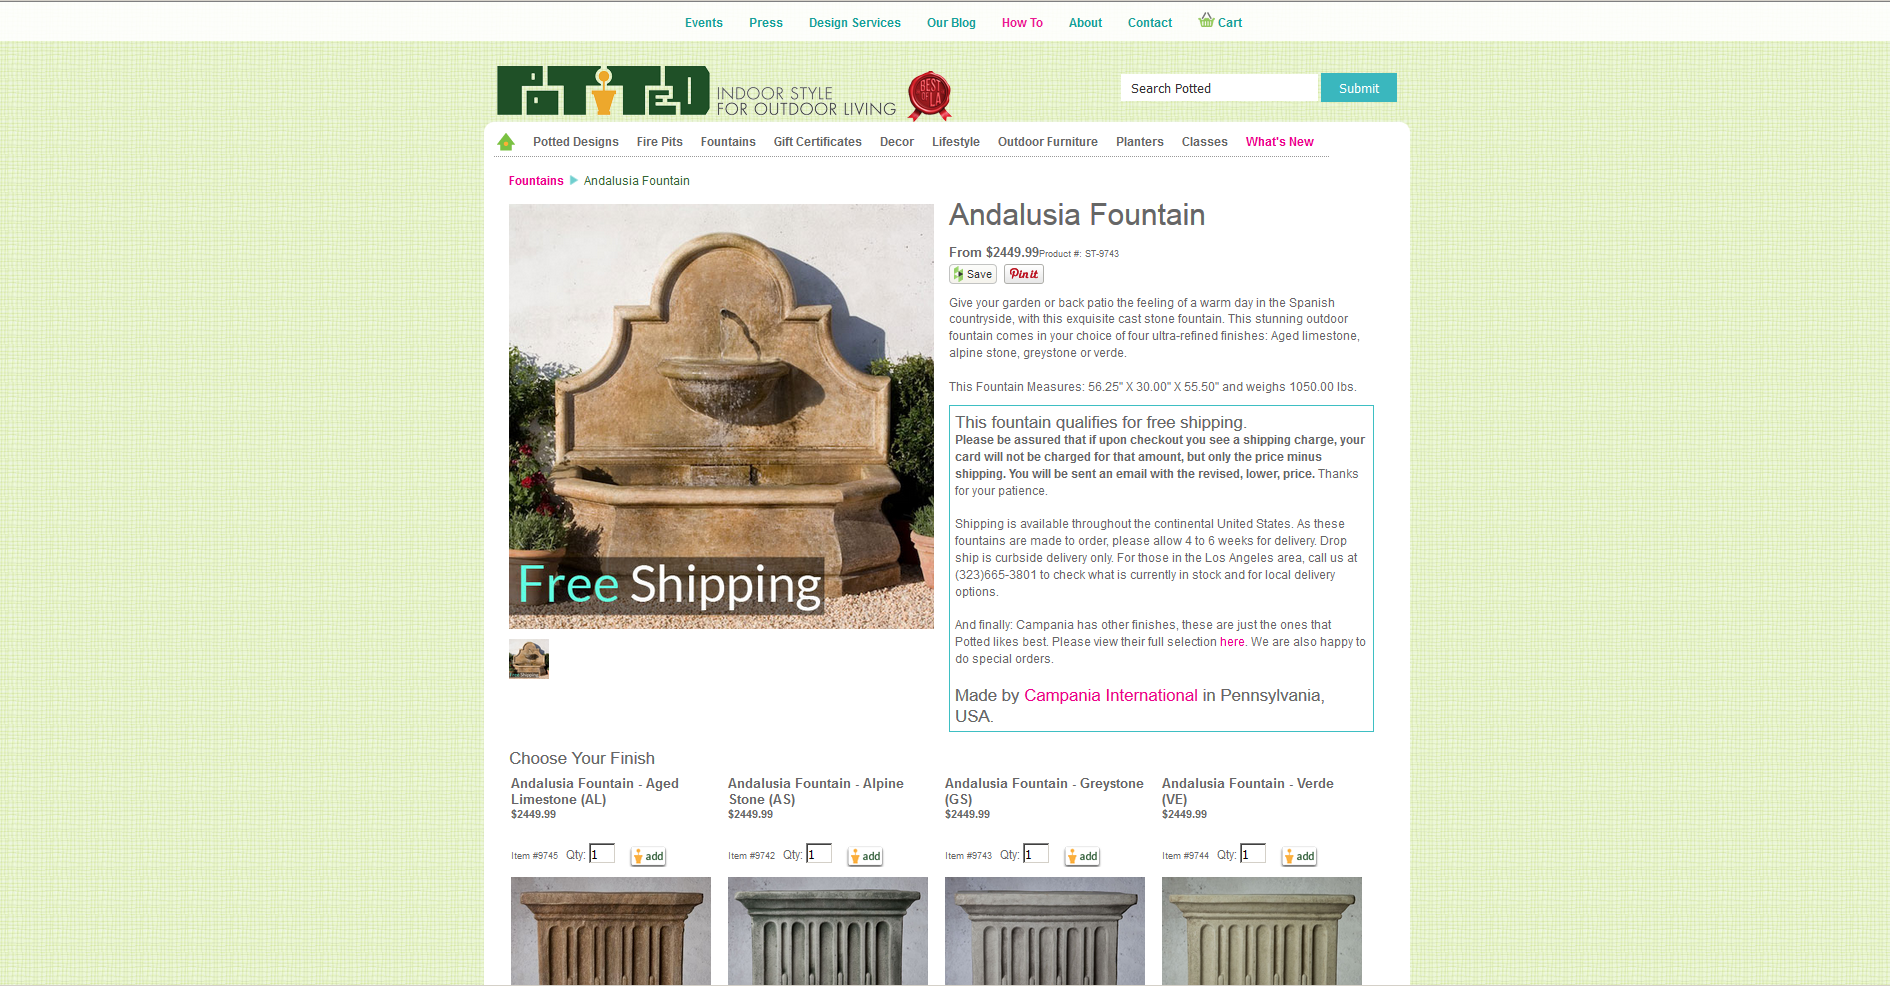 Events Press Design Services Our Blog How To About Contact Cart
POTTED INDOOR STYLE
FOR OUTDOOR LIVING
BEST
OF LA
Search Potted Submit
Potted Designs Fire Pits Fountains Gift Certificates Decor Lifestyle Outdoor Furniture Planters Classes What's New
Fountains Andalusia Fountain
Free Shipping
Free Shipping
Andalusia Fountain
From $2449.99 Product #: ST-9743
Save Pin it
Give your garden or back patio the feeling of a warm day in the Spanish
countryside, with this exquisite cast stone fountain. This stunning outdoor
fountain comes in your choice of four ultra-refined finishes: Aged limestone,
alpine stone, greystone or verde.
This Fountain Measures: 56.25" X 30.00" X 55.50" and weighs 1050.00 lbs.
This fountain qualifies for free shipping.
Please be assured that if upon checkout you see a shipping charge, your
card will not be charged for that amount, but only the price minus
shipping. You will be sent an email with the revised, lower, price. Thanks
for your patience.
Shipping is available throughout the continental United States. As these
fountains are made to order, please allow 4 to 6 weeks for delivery. Drop
ship is curbside delivery only. For those in the Los Angeles area, call us at
(323)665-3801 to check what is currently in stock and for local delivery
options.
And finally: Campania has other finishes, these are just the ones that
Potted likes best. Please view their full selection here. We are also happy to
do special orders.
Made by Campania International in Pennsylvania,
USA.
Choose Your Finish
Andalusia Fountain - Aged
Limestone (AL)
$2449.99
Item #9745 Qty: 1 add
Andalusia Fountain - Alpine
Stone (AS)
$2449.99
Item #9742 Qty: 1 add
Andalusia Fountain - Greystone
(GS)
$2449.99
Item #9743 Qty: 1 add
Andalusia Fountain - Verde
(VE)
$2449.99
Item #9744 Qty: 1 add